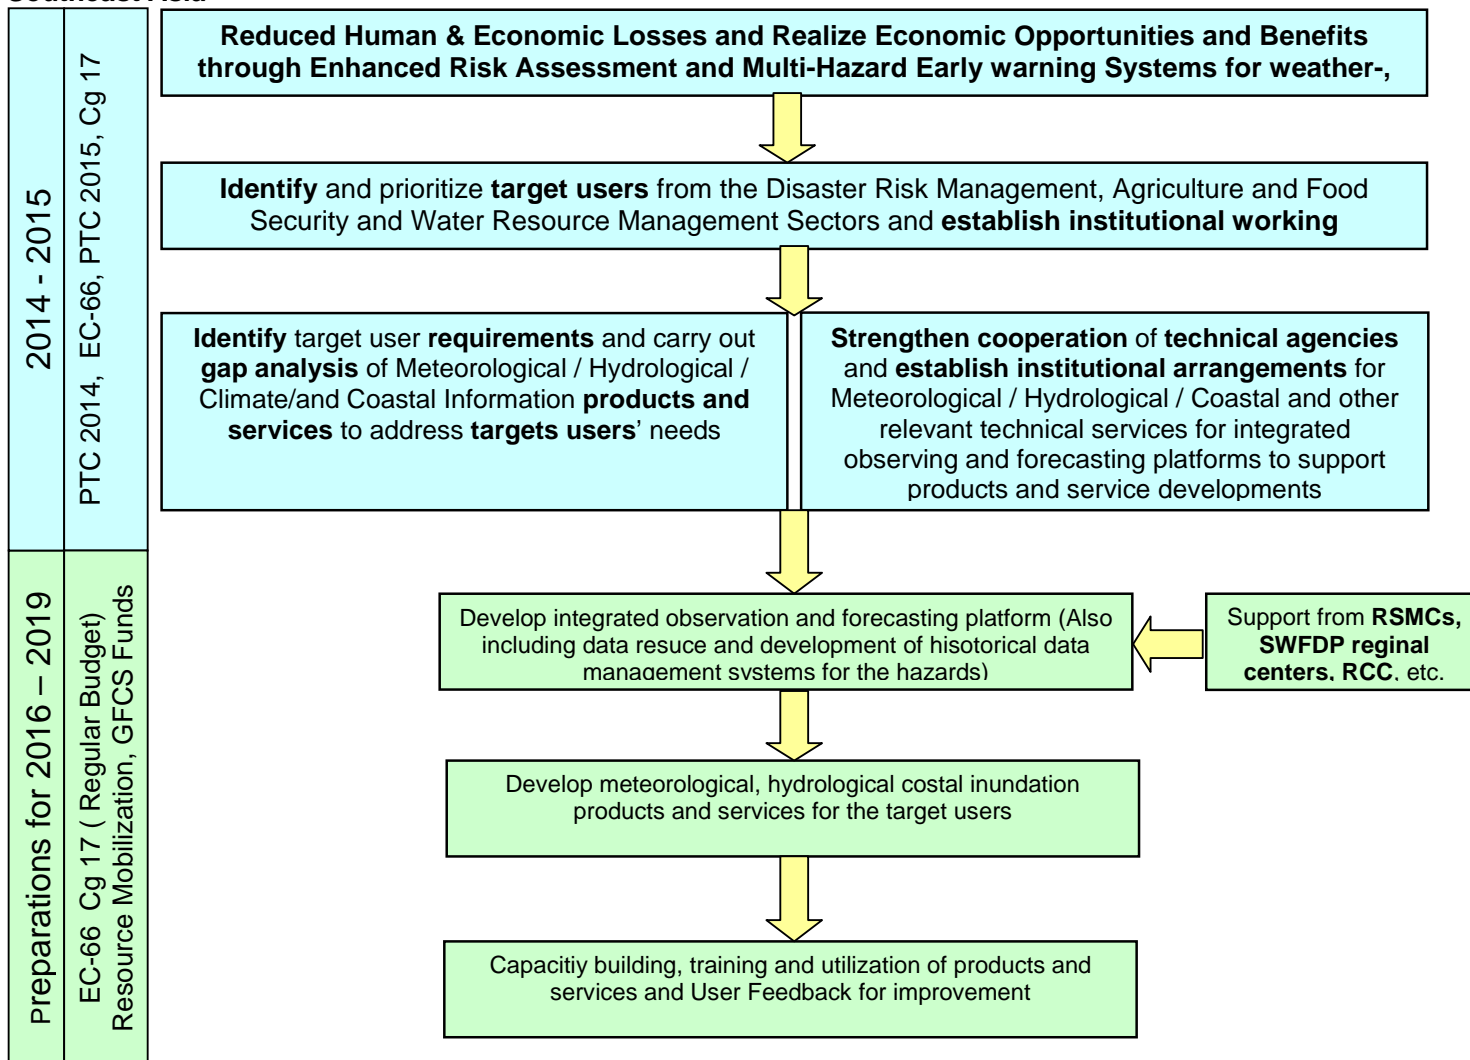 Southeast Asia
Reduced Human & Economic Losses and Realize Economic Opportunities and Benefits
through Enhanced Risk Assessment and Multi-Hazard Early warning Systems for weather-,
2014 - 2015
PTC 2014, EC-66, PTC 2015, Cg 17
Identify and prioritize target users from the Disaster Risk Management, Agriculture and Food
Security and Water Resource Management Sectors and establish institutional working
Identify target user requirements and carry out
gap analysis of Meteorological / Hydrological /
Climate/and Coastal Information products and
services to address targets users' needs
Strengthen cooperation of technical agencies
and establish institutional arrangements for
Meteorological / Hydrological / Coastal and other
relevant technical services for integrated
observing and forecasting platforms to support
products and service developments
Preparations for 2016 – 2019
EC-66 Cg 17 ( Regular Budget)
Resource Mobilization, GFCS Funds
Develop integrated observation and forecasting platform (Also
including data resuce and development of hisotorical data
management systems for the hazards)
Support from RSMCs,
SWFDP reginal
centers, RCC, etc.
Develop meteorological, hydrological costal inundation
products and services for the target users
Capacitiy building, training and utilization of products and
services and User Feedback for improvement